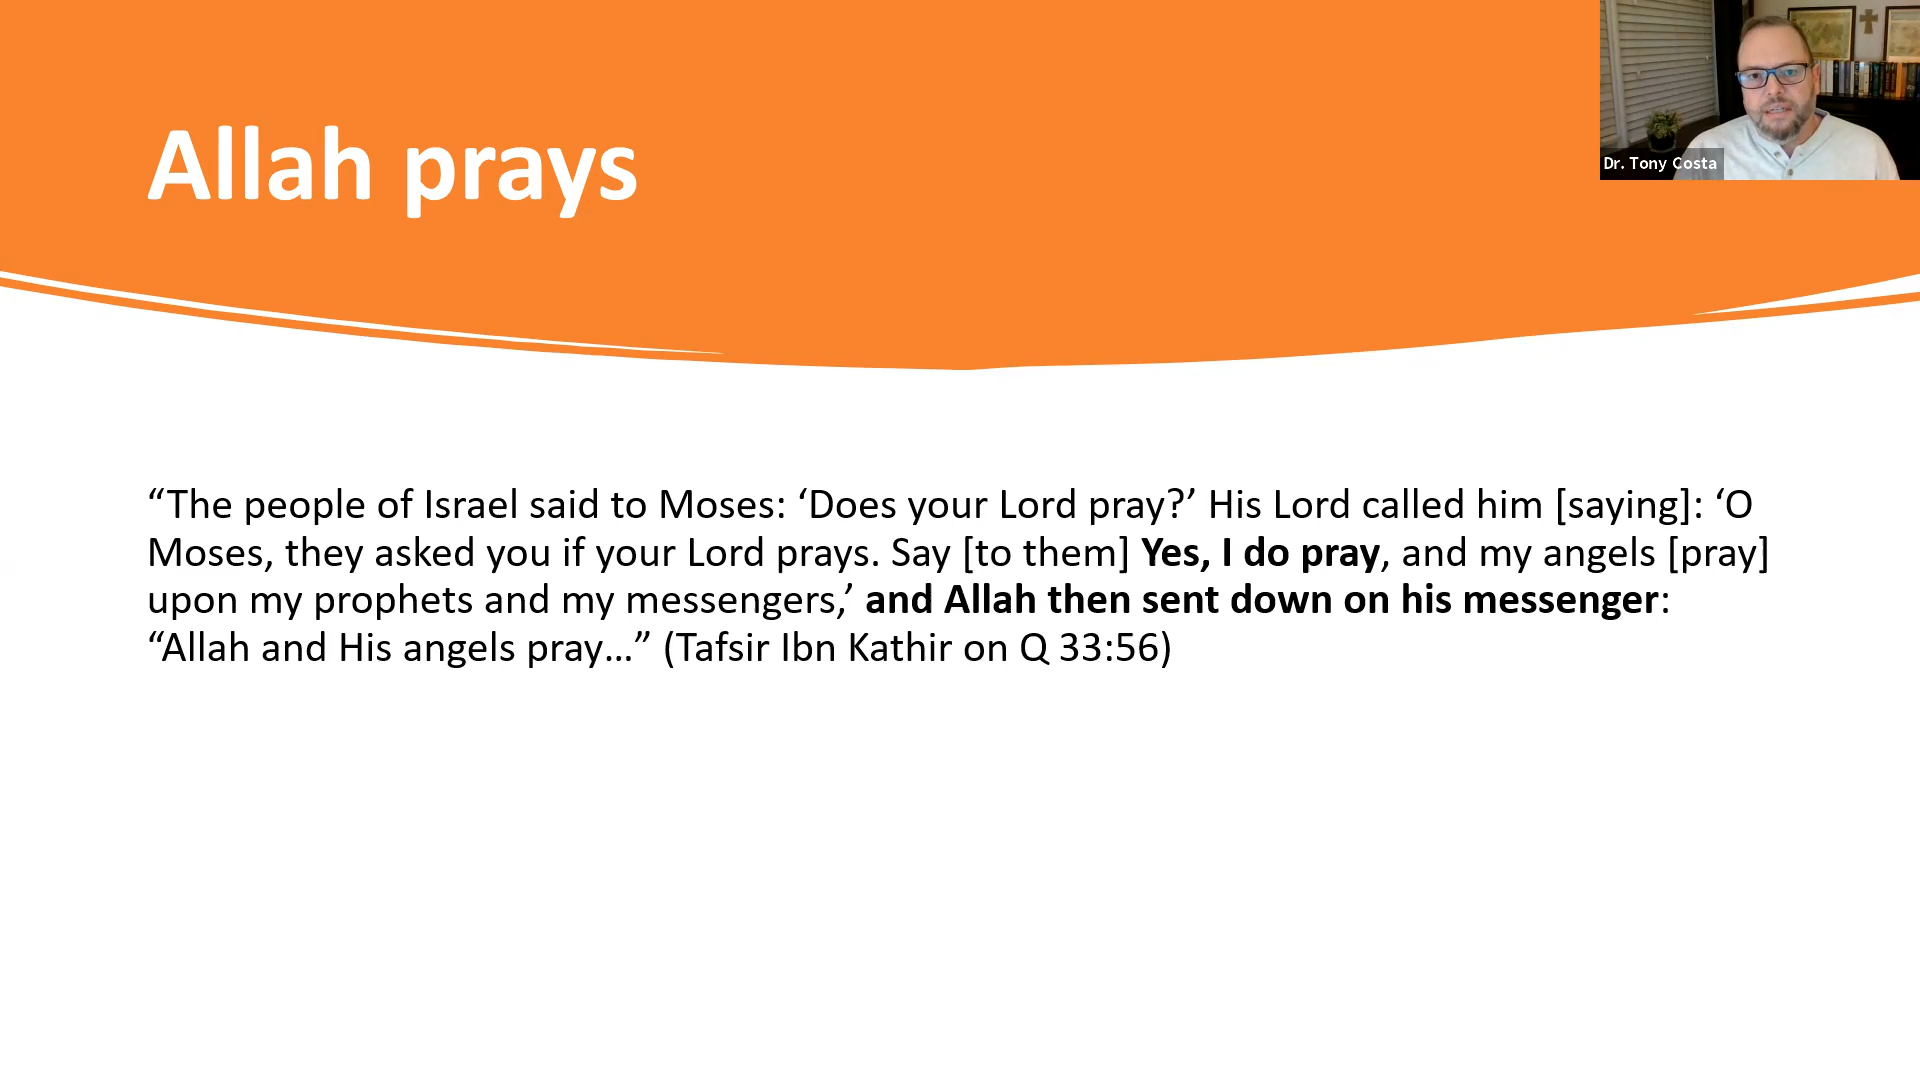 Allah prays
Dr. Tony Costa
“The people of Israel said to Moses: ‘Does your Lord pray?’ His Lord called him [saying]: ‘O
Moses, they asked you if your Lord prays. Say [to them] Yes, I do pray, and my angels [pray]
upon my prophets and my messengers,’ and Allah then sent down on his messenger:
“Allah and His angels pray…” (Tafsir Ibn Kathir on Q 33:56)